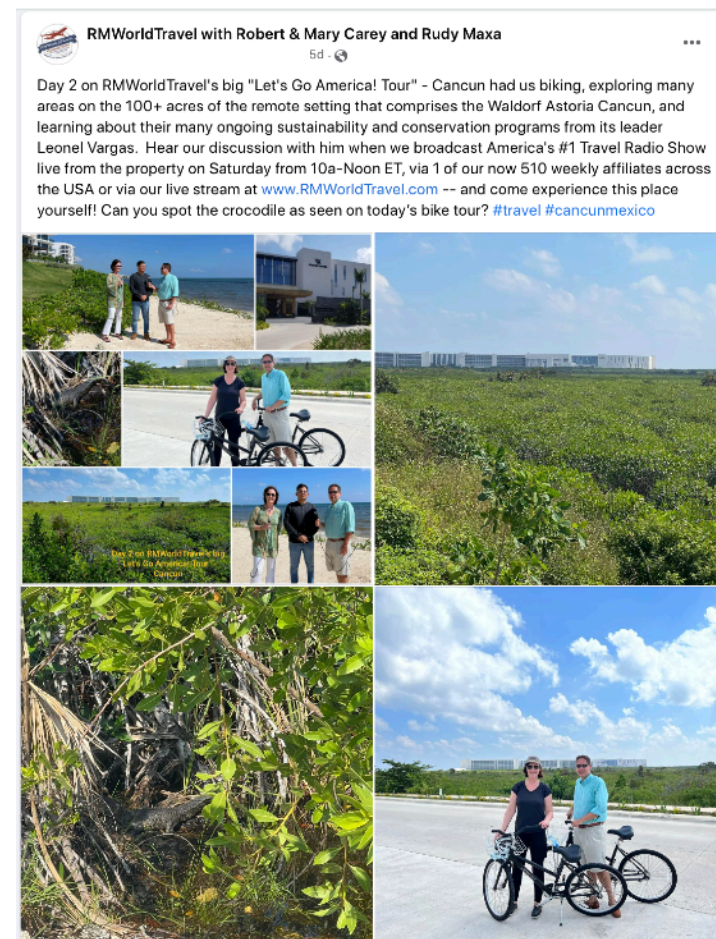 RMWorldTravel with Robert & Mary Carey and Rudy Maxa
5d ·
Day 2 on RMWorldTravel's big "Let's Go America! Tour" - Cancun had us biking, exploring many
areas on the 100+ acres of the remote setting that comprises the Waldorf Astoria Cancun, and
learning about their many ongoing sustainability and conservation programs from its leader
Leonel Vargas. Hear our discussion with him when we broadcast America's #1 Travel Radio Show
live from the property on Saturday from 10a-Noon ET, via 1 of our now 510 weekly affiliates across
the USA or via our live stream at www.RMWorldTravel.com -- and come experience this place
yourself! Can you spot the crocodile as seen on today's bike tour? #travel #cancunmexico
Day 2 on RMWorldTravel's big
"Let's Go America! Tour"
Cancun